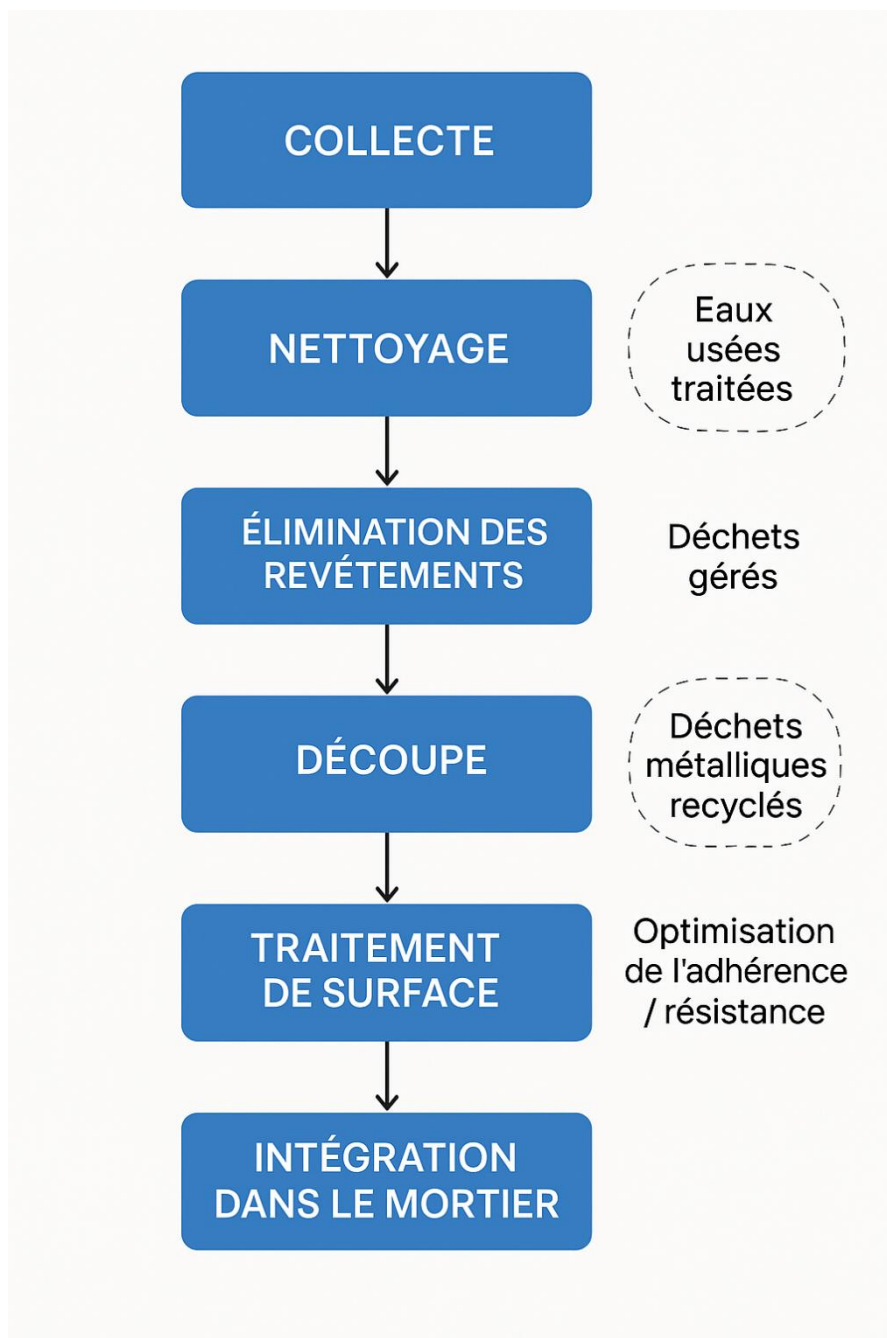 COLLECTE
NETTOYAGE
Eaux
usées
traitées
ÉLIMINATION DES
REVÉTEMENTS
Déchets
gérés
DÉCOUPE
Déchets
métalliques
recyclés
TRAITEMENT
DE SURFACE
Optimisation
de l'adhérence
/ résistance
INTÉGRATION
DANS LE MORTIER